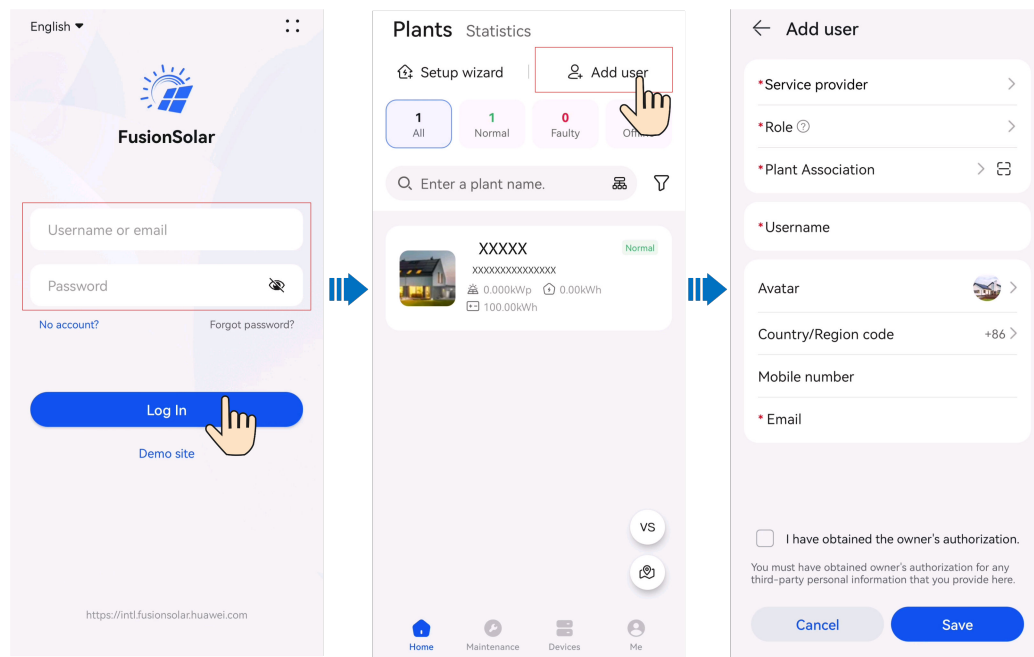 English
FusionSolar
Username or email
Password
No account? Forgot password?
Log In
Demo site
https://intl.fusionsolar.huawei.com
Plants Statistics
Setup wizard Add user
1 1 0
All Normal Faulty
Enter a plant name.
XXXXX Normal
XXXXXXXXXXXXXXX
0.000kWp 0.00kWh
100.00kWh
VS
Home Maintenance Devices Me
Add user
*Service provider
*Role
*Plant Association
*Username
Avatar
Country/Region code +86
Mobile number
* Email
I have obtained the owner's authorization.
You must have obtained owner's authorization for any
third-party personal information that you provide here.
Cancel Save